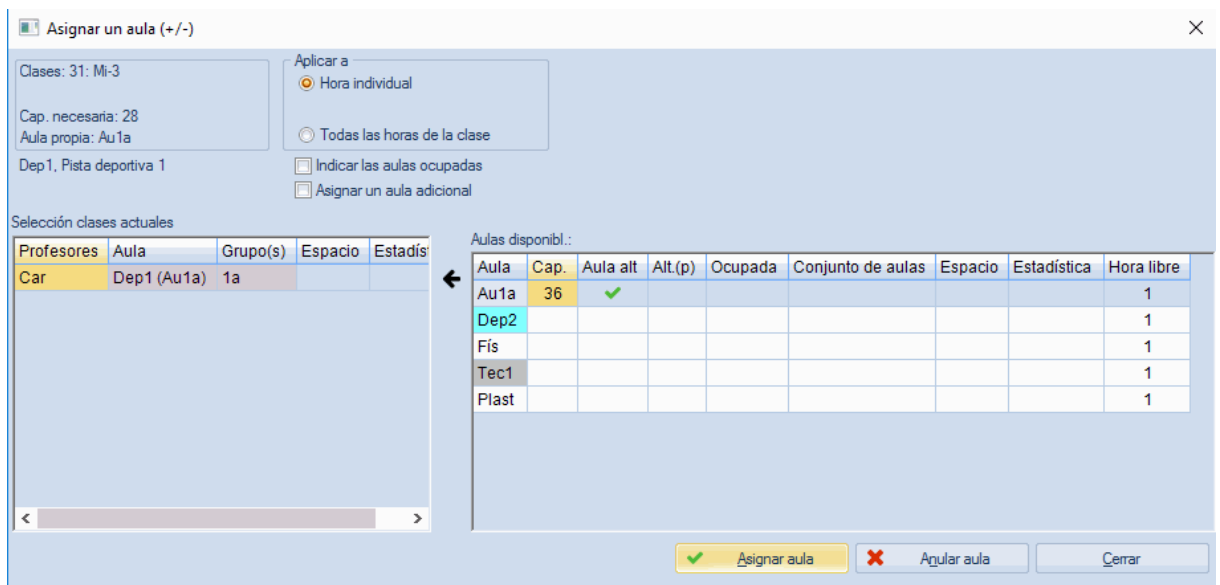 Asignar un aula (+/-)
Clases: 31: Mi-3
Cap. necesaria: 28
Aula propia: Au1a
Dep1, Pista deportiva 1
Aplicar a
Hora individual
Todas las horas de la clase
Indicar las aulas ocupadas
Asignar un aula adicional
Selección clases actuales
Profesores Aula Grupo(s) Espacio Estadís
Car Dep1 (Au1a) 1a
Aulas disponibl.:
Aula Cap. Aula alt Alt.(p) Ocupada Conjunto de aulas Espacio Estadística Hora libre
Au1a 36 1
Dep2 1
Fís 1
Tec1 1
Plast 1
Asignar aula Anular aula Cerrar